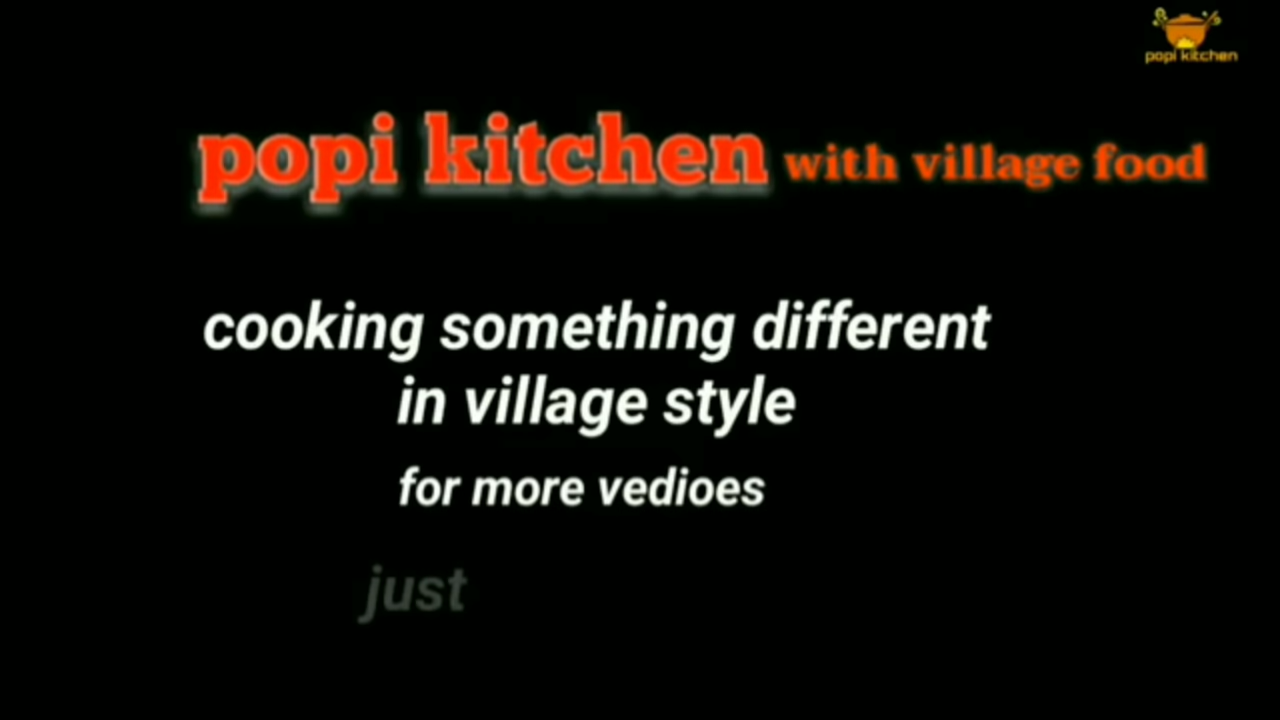 popi kitchen
popi kitchen with village food
cooking something different
in village style
for more vedioes
just